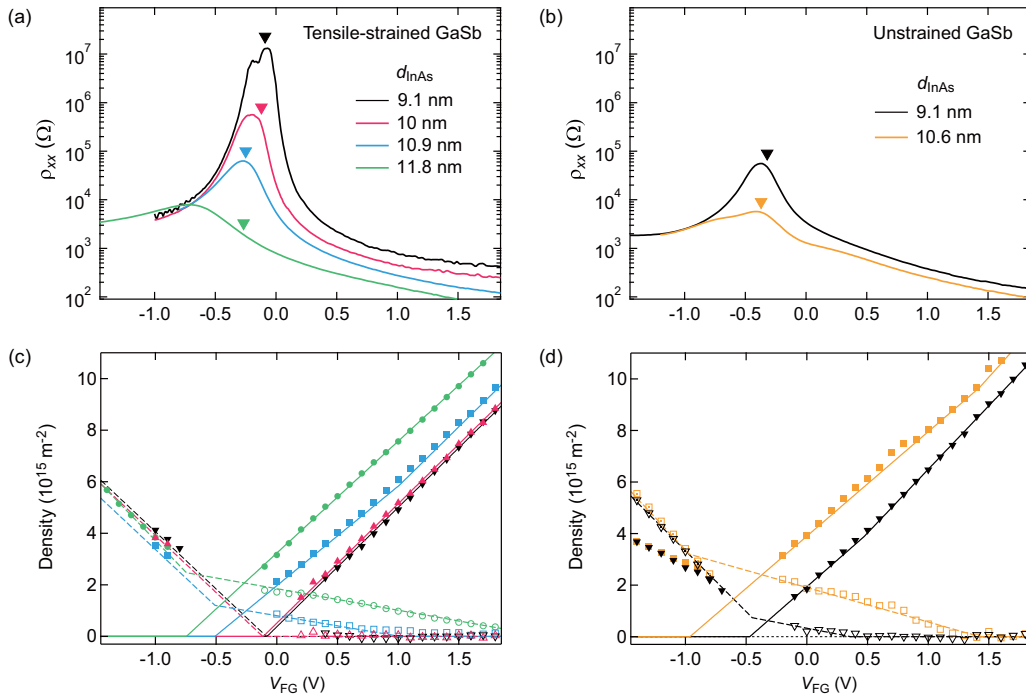 (a)
Tensile-strained GaSb
d_InAs
9.1 nm
10 nm
10.9 nm
11.8 nm
ρ_xx (Ω)
10^7
10^6
10^5
10^4
10^3
10^2
-1.0 -0.5 0.0 0.5 1.0 1.5
(b)
Unstrained GaSb
d_InAs
9.1 nm
10.6 nm
ρ_xx (Ω)
10^7
10^6
10^5
10^4
10^3
10^2
-1.0 -0.5 0.0 0.5 1.0 1.5
(c)
Density (10^15 m^-2)
10
8
6
4
2
0
-1.0 -0.5 0.0 0.5 1.0 1.5
V_FG (V)
(d)
Density (10^15 m^-2)
10
8
6
4
2
0
-1.0 -0.5 0.0 0.5 1.0 1.5
V_FG (V)